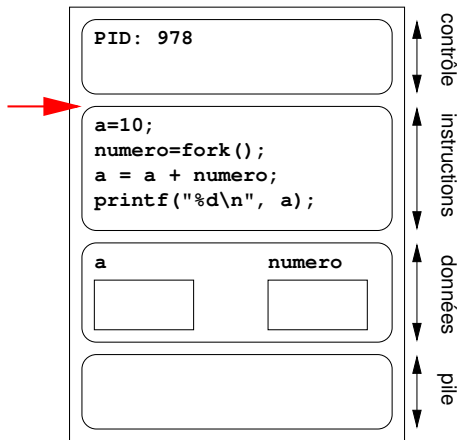 PID: 978
contrôle
a=10;
numero=fork();
a = a + numero;
printf("%d\n", a);
instructions
a numero
données
pile